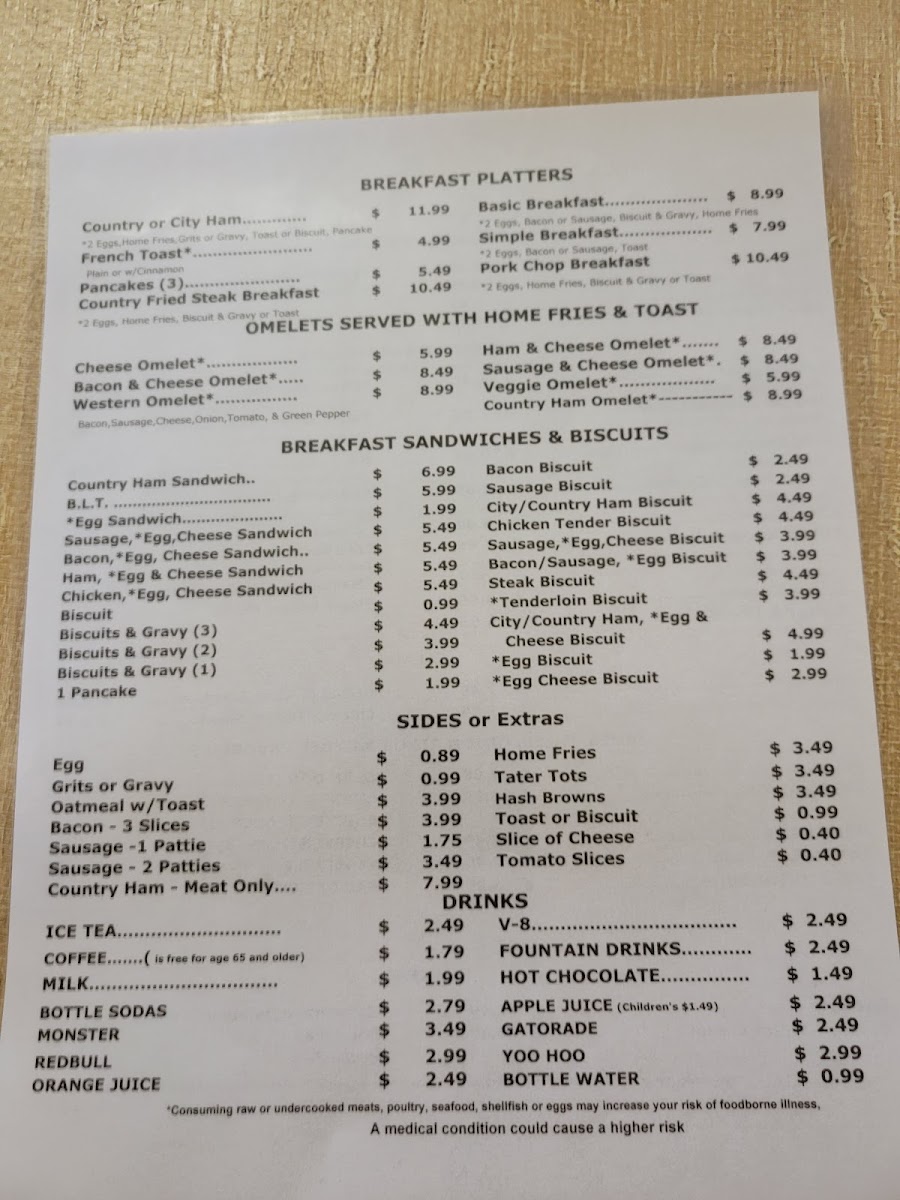 BREAKFAST PLATTERS
Country or City Ham............. $ 11.99
*2 Eggs,Home Fries,Grits or Gravy, Toast or Biscuit, Pancake
French Toast*........................ $ 4.99
Plain or w/Cinnamon
Pancakes (3)....................... $ 5.49
Country Fried Steak Breakfast $ 10.49
*2 Eggs, Home Fries, Biscuit & Gravy or Toast
Basic Breakfast.................... $ 8.99
*2 Eggs, Bacon or Sausage, Biscuit & Gravy, Home Fries
Simple Breakfast.................. $ 7.99
*2 Eggs, Bacon or Sausage, Toast
Pork Chop Breakfast $ 10.49
*2 Eggs, Home Fries, Biscuit & Gravy or Toast
OMELETS SERVED WITH HOME FRIES & TOAST
Cheese Omelet*.................. $ 5.99
Bacon & Cheese Omelet*..... $ 8.49
Western Omelet*................ $ 8.99
Bacon,Sausage,Cheese,Onion,Tomato, & Green Pepper
Ham & Cheese Omelet*....... $ 8.49
Sausage & Cheese Omelet*. $ 8.49
Veggie Omelet*................... $ 5.99
Country Ham Omelet*----------- $ 8.99
BREAKFAST SANDWICHES & BISCUITS
Country Ham Sandwich.. $ 6.99
B.L.T. ................................ $ 5.99
*Egg Sandwich.................... $ 1.99
Sausage,*Egg,Cheese Sandwich $ 5.49
Bacon,*Egg, Cheese Sandwich.. $ 5.49
Ham, *Egg & Cheese Sandwich $ 5.49
Chicken,*Egg, Cheese Sandwich $ 5.49
Biscuit $ 0.99
Biscuits & Gravy (3) $ 4.49
Biscuits & Gravy (2) $ 3.99
Biscuits & Gravy (1) $ 2.99
1 Pancake $ 1.99
Bacon Biscuit $ 2.49
Sausage Biscuit $ 2.49
City/Country Ham Biscuit $ 4.49
Chicken Tender Biscuit $ 4.49
Sausage,*Egg,Cheese Biscuit $ 3.99
Bacon/Sausage, *Egg Biscuit $ 3.99
Steak Biscuit $ 4.49
*Tenderloin Biscuit $ 3.99
City/Country Ham, *Egg &
Cheese Biscuit $ 4.99
*Egg Biscuit $ 1.99
*Egg Cheese Biscuit $ 2.99
SIDES or Extras
Egg $ 0.89
Grits or Gravy $ 0.99
Oatmeal w/Toast $ 3.99
Bacon - 3 Slices $ 3.99
Sausage -1 Pattie $ 1.75
Sausage - 2 Patties $ 3.49
Country Ham - Meat Only.... $ 7.99
Home Fries $ 3.49
Tater Tots $ 3.49
Hash Browns $ 3.49
Toast or Biscuit $ 0.99
Slice of Cheese $ 0.40
Tomato Slices $ 0.40
DRINKS
ICE TEA............................. $ 2.49
COFFEE.......( is free for age 65 and older) $ 1.79
MILK.................................. $ 1.99
BOTTLE SODAS $ 2.79
MONSTER $ 3.49
REDBULL $ 2.99
ORANGE JUICE $ 2.49
V-8.................................... $ 2.49
FOUNTAIN DRINKS............ $ 2.49
HOT CHOCOLATE............... $ 1.49
APPLE JUICE (Children's $1.49) $ 2.49
GATORADE $ 2.49
YOO HOO $ 2.99
BOTTLE WATER $ 0.99
*Consuming raw or undercooked meats, poultry, seafood, shellfish or eggs may increase your risk of foodborne illness,
A medical condition could cause a higher risk